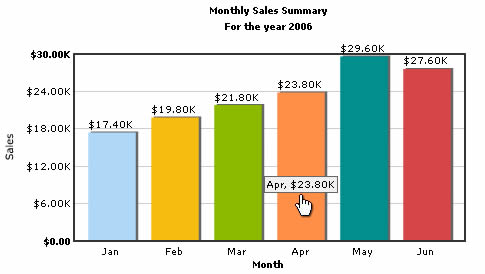 Monthly Sales Summary
For the year 2006
$30.00K
$24.00K
$18.00K
$12.00K
$6.00K
$0.00
Sales
$17.40K
$19.80K
$21.80K
$23.80K
$29.60K
$27.60K
Apr, $23.80K
Jan
Feb
Mar
Apr
May
Jun
Month